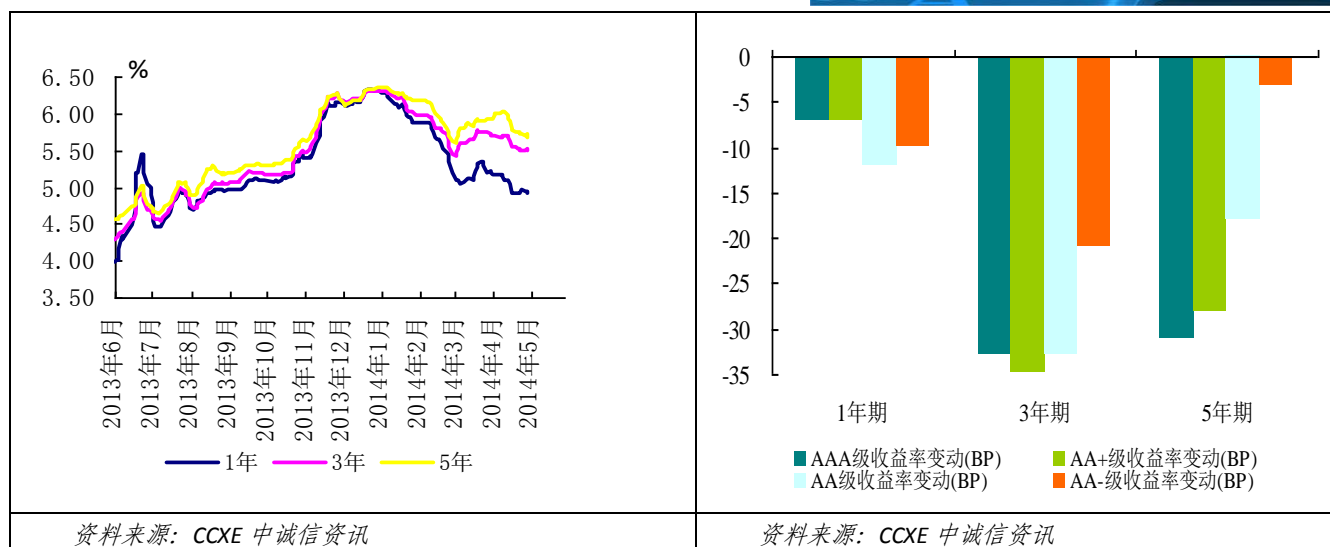 %
6.50
6.00
5.50
5.00
4.50
4.00
3.50
2013年6月
2013年7月
2013年8月
2013年9月
2013年10月
2013年11月
2013年12月
2014年1月
2014年2月
2014年3月
2014年4月
2014年5月
1年 3年 5年
资料来源：CCXE 中诚信资讯
0
-5
-10
-15
-20
-25
-30
-35
1年期 3年期 5年期
AAA级收益率变动(BP) AA+级收益率变动(BP)
AA级收益率变动(BP) AA-级收益率变动(BP)
资料来源：CCXE 中诚信资讯